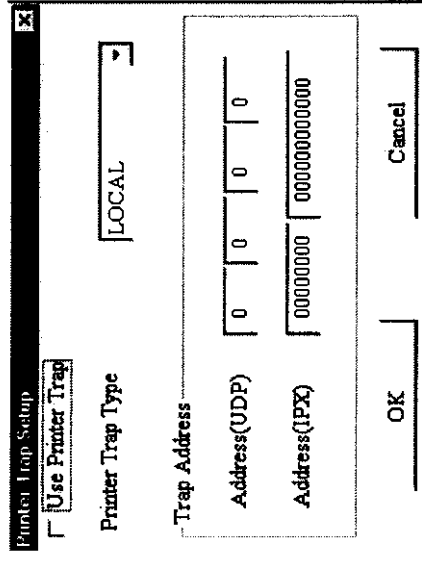 Printer Trap Setup
Use Printer Trap
Printer Trap Type LOCAL
Trap Address
Address(UDP) 0 0 0 0
Address(IPX) 00000000 000000000000
OK Cancel